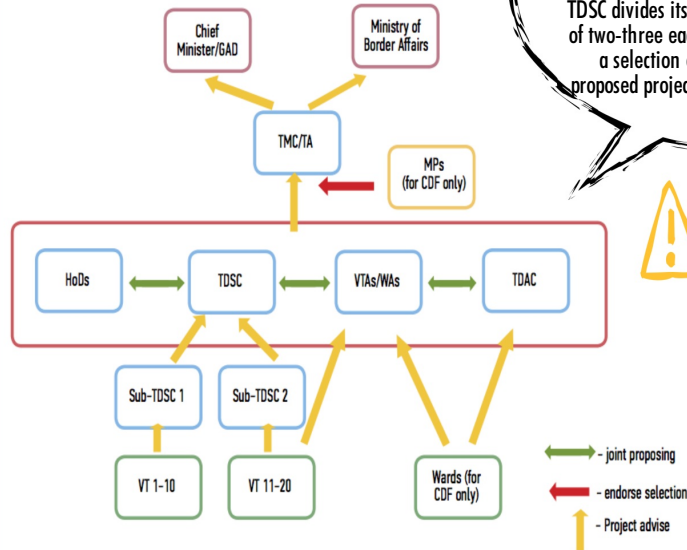 TDSC divides its
of two-three eac
a selection
proposed projec
Chief
Minister/GAD
Ministry of
Border Affairs
TMC/TA
MPs
(for CDF only)
HoDs
TDSC
VTAs/WAs
TDAC
Sub-TDSC 1
Sub-TDSC 2
VT 1-10
VT 11-20
Wards (for
CDF only)
- joint proposing
- endorse selection
- Project advise